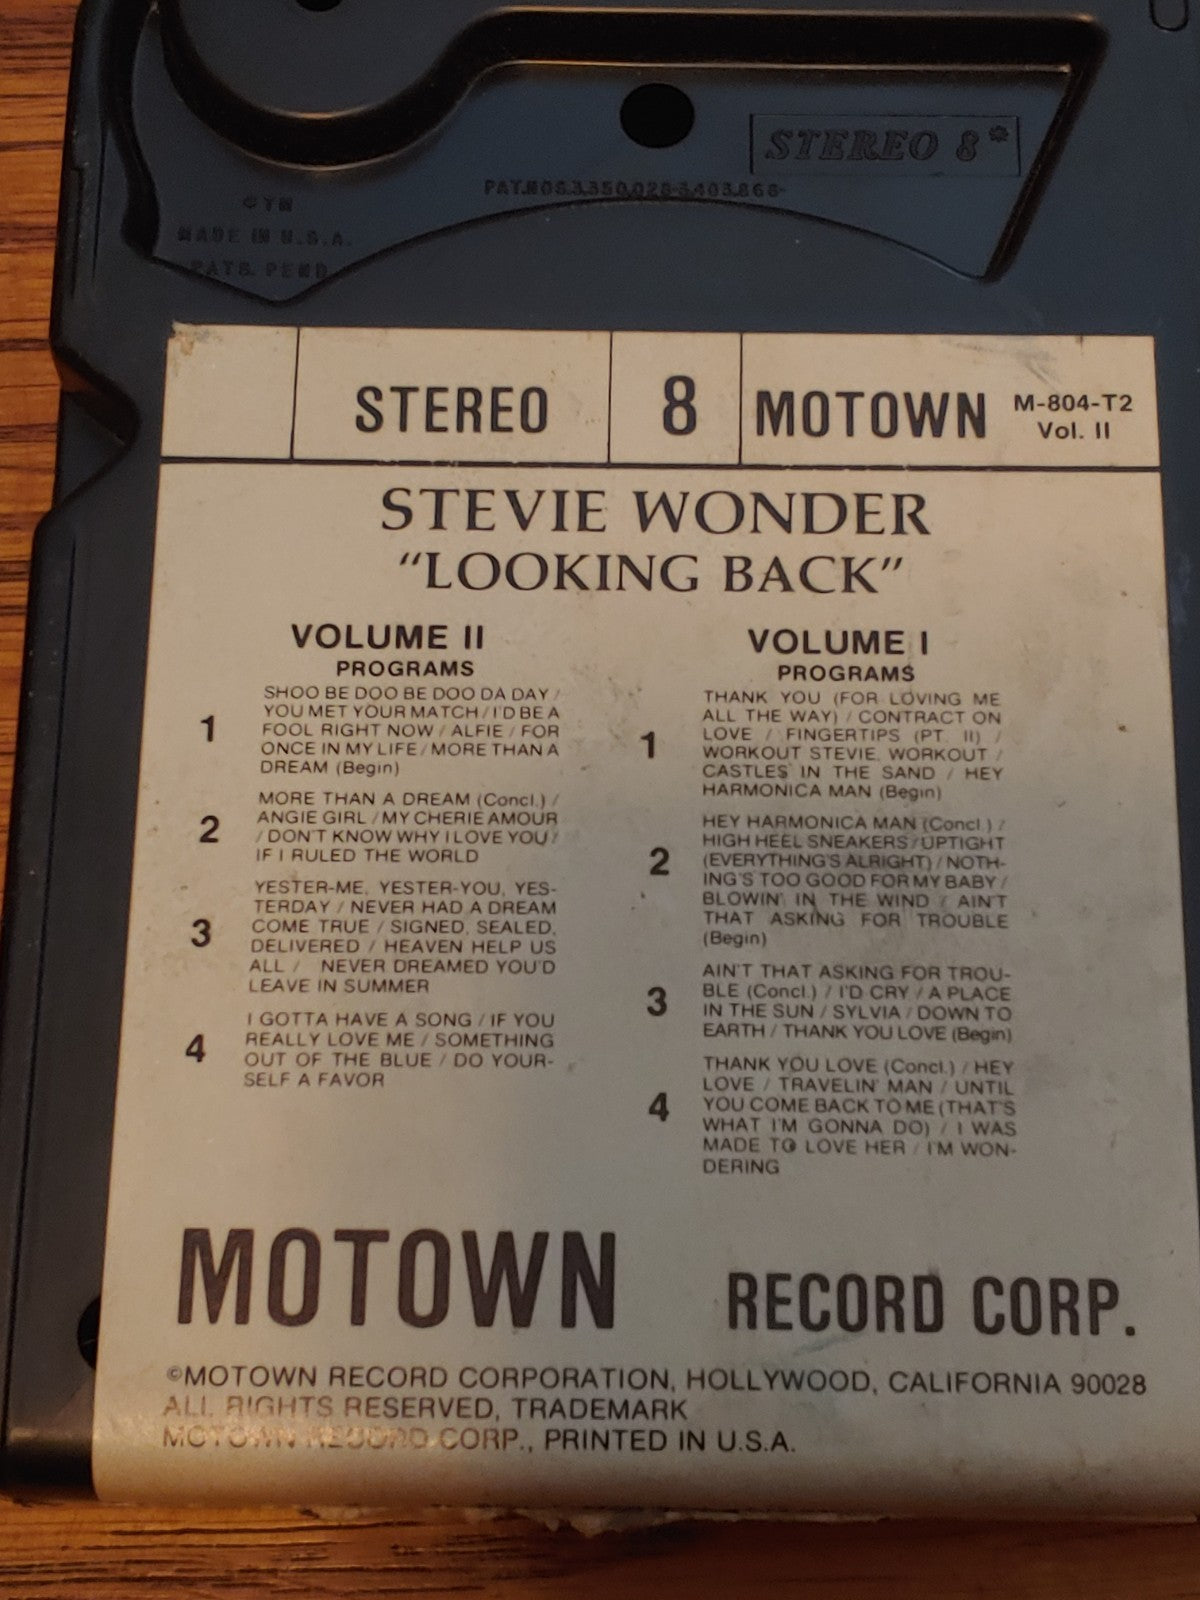 STEREO 8*
PAT.NOS.3,350,028-3,403,868-
©TM
MADE IN U.S.A.
PATS. PEND.
STEREO 8 MOTOWN M-804-T2
Vol. II
STEVIE WONDER
“LOOKING BACK”
VOLUME II
PROGRAMS
1
SHOO BE DOO BE DOO DA DAY /
YOU MET YOUR MATCH / I'D BE A
FOOL RIGHT NOW / ALFIE / FOR
ONCE IN MY LIFE / MORE THAN A
DREAM (Begin)
2
MORE THAN A DREAM (Concl.) /
ANGIE GIRL / MY CHERIE AMOUR
/ DON'T KNOW WHY I LOVE YOU /
IF I RULED THE WORLD
3
YESTER-ME, YESTER-YOU, YES-
TERDAY / NEVER HAD A DREAM
COME TRUE / SIGNED, SEALED,
DELIVERED / HEAVEN HELP US
ALL / NEVER DREAMED YOU'D
LEAVE IN SUMMER
4
I GOTTA HAVE A SONG / IF YOU
REALLY LOVE ME / SOMETHING
OUT OF THE BLUE / DO YOUR-
SELF A FAVOR
VOLUME I
PROGRAMS
1
THANK YOU (FOR LOVING ME
ALL THE WAY) / CONTRACT ON
LOVE / FINGERTIPS (PT. II) /
WORKOUT STEVIE, WORKOUT /
CASTLES IN THE SAND / HEY
HARMONICA MAN (Begin)
2
HEY HARMONICA MAN (Concl.) /
HIGH HEEL SNEAKERS / UPTIGHT
(EVERYTHING'S ALRIGHT) / NOTH-
ING'S TOO GOOD FOR MY BABY /
BLOWIN' IN THE WIND / AIN'T
THAT ASKING FOR TROUBLE
(Begin)
3
AIN'T THAT ASKING FOR TROU-
BLE (Concl.) / I'D CRY / A PLACE
IN THE SUN / SYLVIA / DOWN TO
EARTH / THANK YOU LOVE (Begin)
4
THANK YOU LOVE (Concl.) / HEY
LOVE / TRAVELIN' MAN / UNTIL
YOU COME BACK TO ME (THAT'S
WHAT I'M GONNA DO) / I WAS
MADE TO LOVE HER / I'M WON-
DERING
MOTOWN RECORD CORP.
©MOTOWN RECORD CORPORATION, HOLLYWOOD, CALIFORNIA 90028
ALL RIGHTS RESERVED, TRADEMARK
MOTOWN RECORD CORP., PRINTED IN U.S.A.